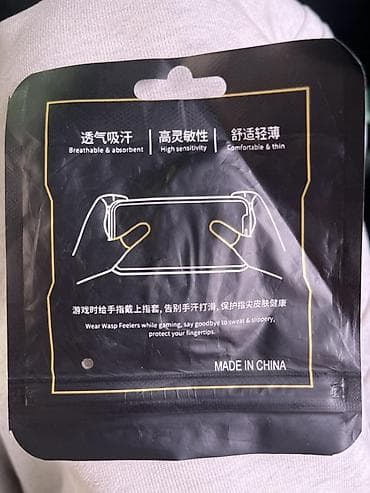 透气吸汗 高灵敏性 舒适轻薄
Breathable & absorbent High sensitivity Comfortable & thin
游戏时给手指戴上指套,告别手汗打滑,保护指尖皮肤健康
Wear Wasp Feelers while gaming, say goodbye to sweat & slippery,
protect your fingertips.
MADE IN CHINA